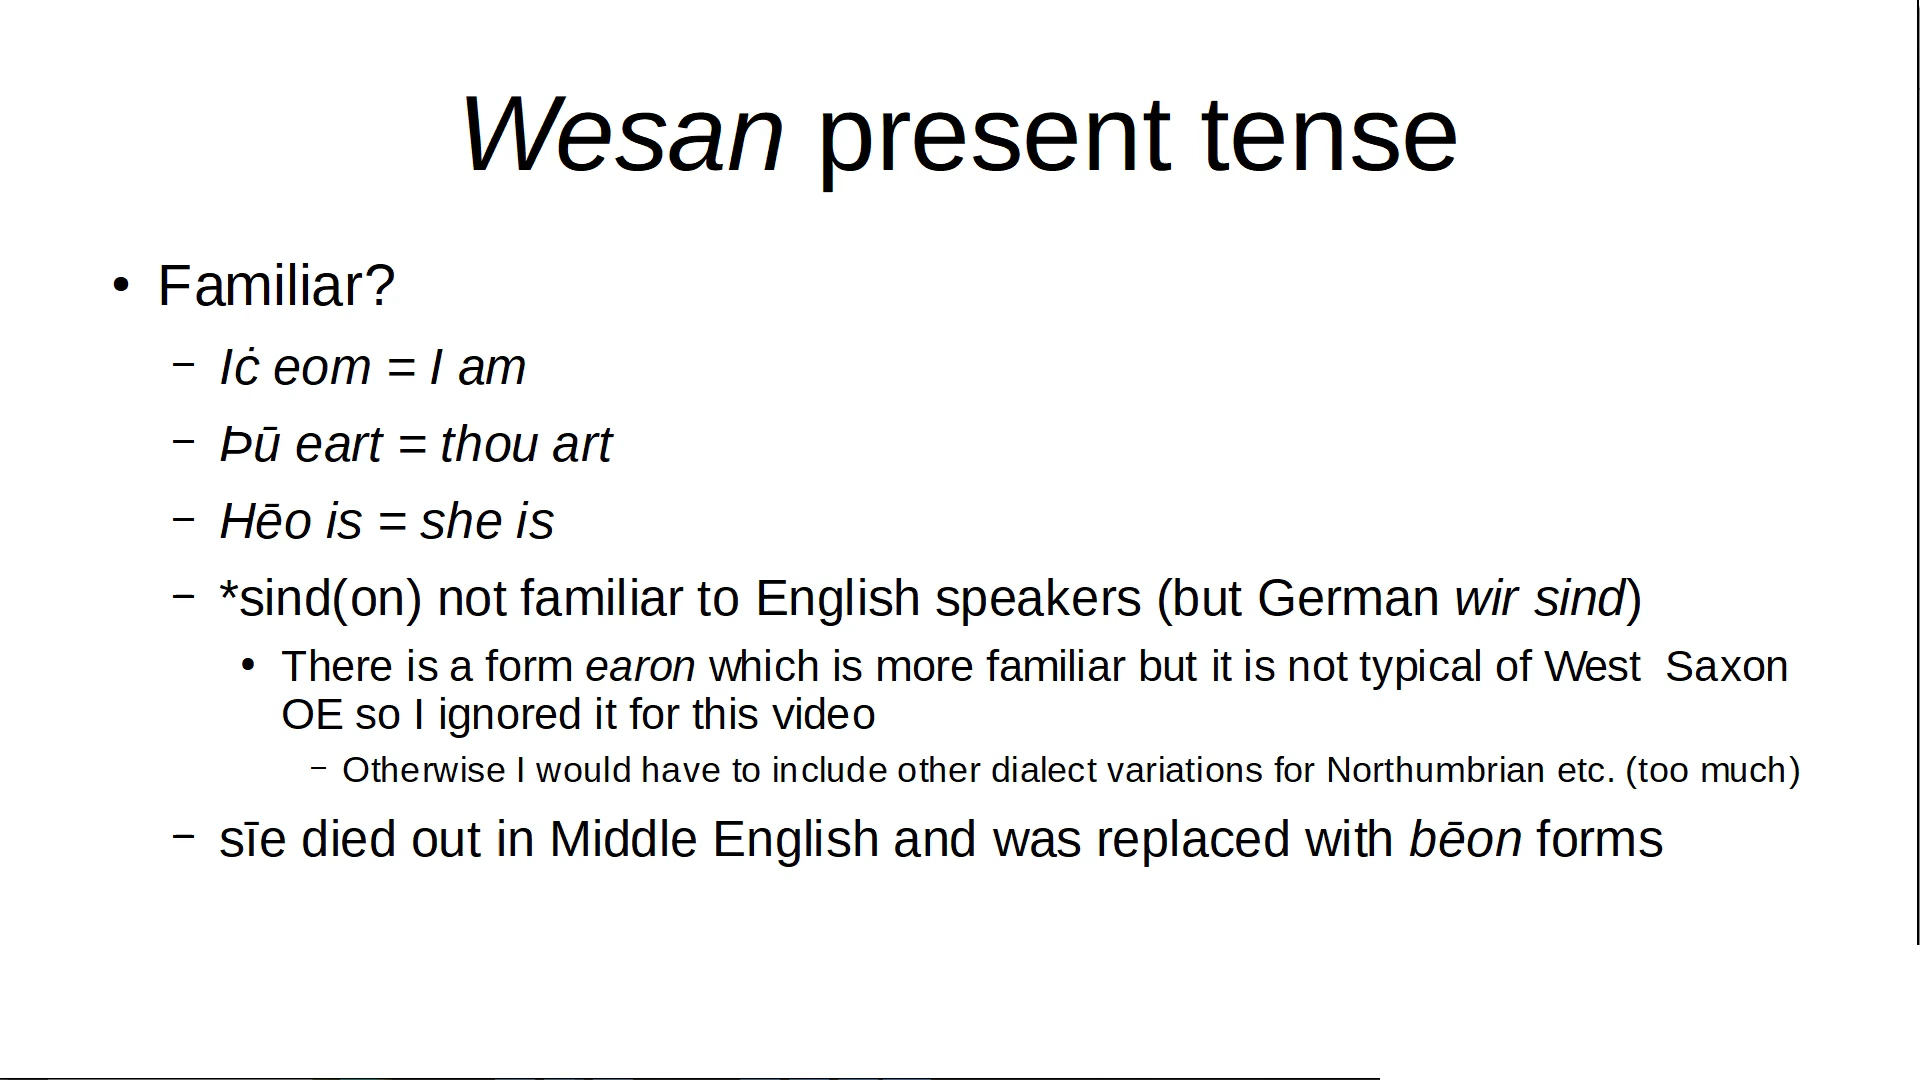 Wesan present tense
• Familiar?
– Iċ eom = I am
– Þū eart = thou art
– Hēo is = she is
– *sind(on) not familiar to English speakers (but German wir sind)
• There is a form earon which is more familiar but it is not typical of West  Saxon
OE so I ignored it for this video
– Otherwise I would have to include other dialect variations for Northumbrian etc. (too much)
– sīe died out in Middle English and was replaced with bēon forms